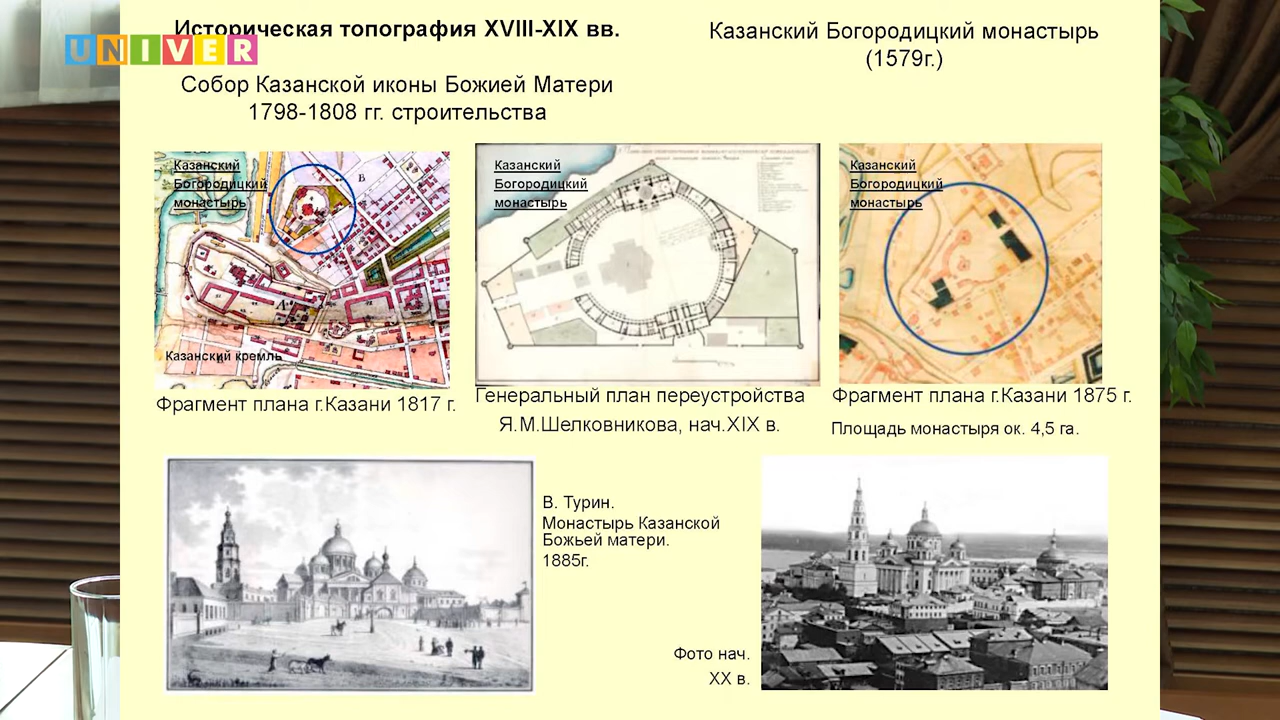 Историческая топография XVIII-XIX вв.
UNIVER
Собор Казанской иконы Божией Матери
1798-1808 гг. строительства
Казанский Богородицкий монастырь
(1579г.)
Казанский
Богородицкий
монастырь
Казанский кремль
Фрагмент плана г.Казани 1817 г.
Казанский
Богородицкий
монастырь
Генеральный план переустройства
Я.М.Шелковникова, нач.XIX в.
Казанский
Богородицкий
монастырь
Фрагмент плана г.Казани 1875 г.
Площадь монастыря ок. 4,5 га.
В. Турин.
Монастырь Казанской
Божьей матери.
1885г.
Фото нач.
XX в.